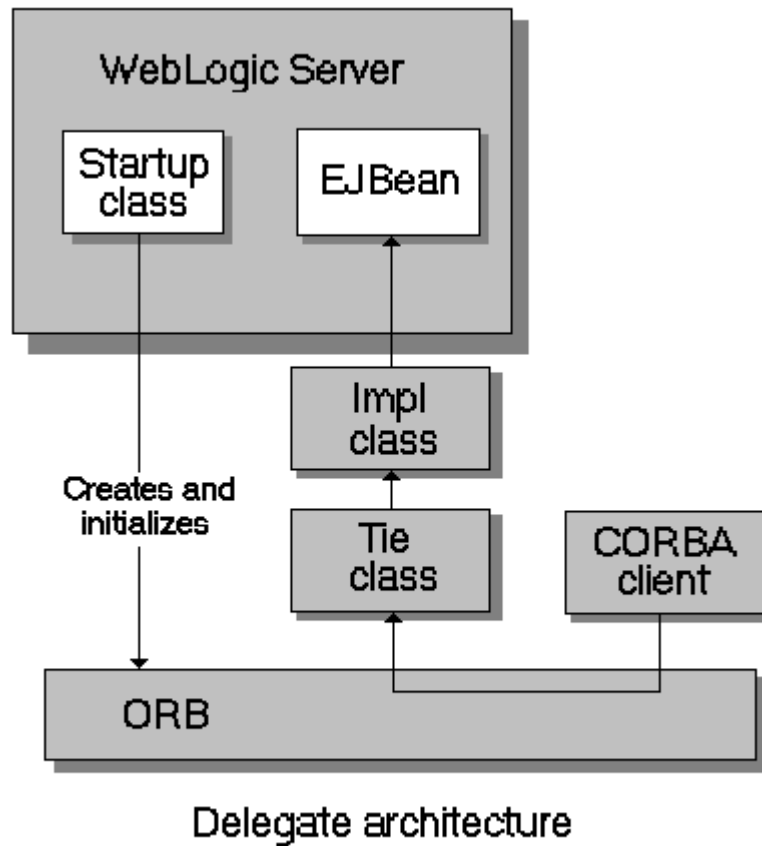 WebLogic Server
Startup
class
EJBean
Impl
class
Creates and
initializes
Tie
class
CORBA
client
ORB
Delegate architecture